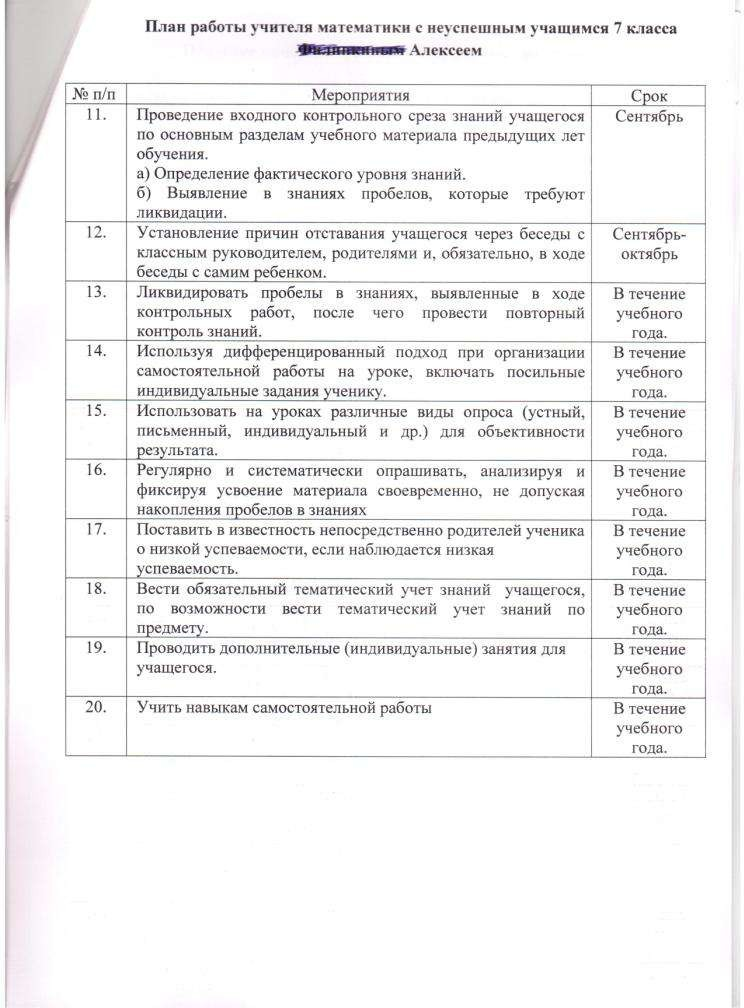 План работы учителя математики с неуспешным учащимся 7 класса
Алексеем
№ п/п Мероприятия Срок
11. Проведение входного контрольного среза знаний учащегося Сентябрь
по основным разделам учебного материала предыдущих лет
обучения.
а) Определение фактического уровня знаний.
б) Выявление в знаниях пробелов, которые требуют
ликвидации.
12. Установление причин отставания учащегося через беседы с Сентябрь-
классным руководителем, родителями и, обязательно, в ходе октябрь
беседы с самим ребенком.
13. Ликвидировать пробелы в знаниях, выявленные в ходе В течение
контрольных работ, после чего провести повторный учебного
контроль знаний. года.
14. Используя дифференцированный подход при организации В течение
самостоятельной работы на уроке, включать посильные учебного
индивидуальные задания ученику. года.
15. Использовать на уроках различные виды опроса (устный, В течение
письменный, индивидуальный и др.) для объективности учебного
результата. года.
16. Регулярно и систематически опрашивать, анализируя и В течение
фиксируя усвоение материала своевременно, не допуская учебного
накопления пробелов в знаниях года.
17. Поставить в известность непосредственно родителей ученика В течение
о низкой успеваемости, если наблюдается низкая учебного
успеваемость. года.
18. Вести обязательный тематический учет знаний учащегося, В течение
по возможности вести тематический учет знаний по учебного
предмету. года.
19. Проводить дополнительные (индивидуальные) занятия для В течение
учащегося. учебного
года.
20. Учить навыкам самостоятельной работы В течение
учебного
года.